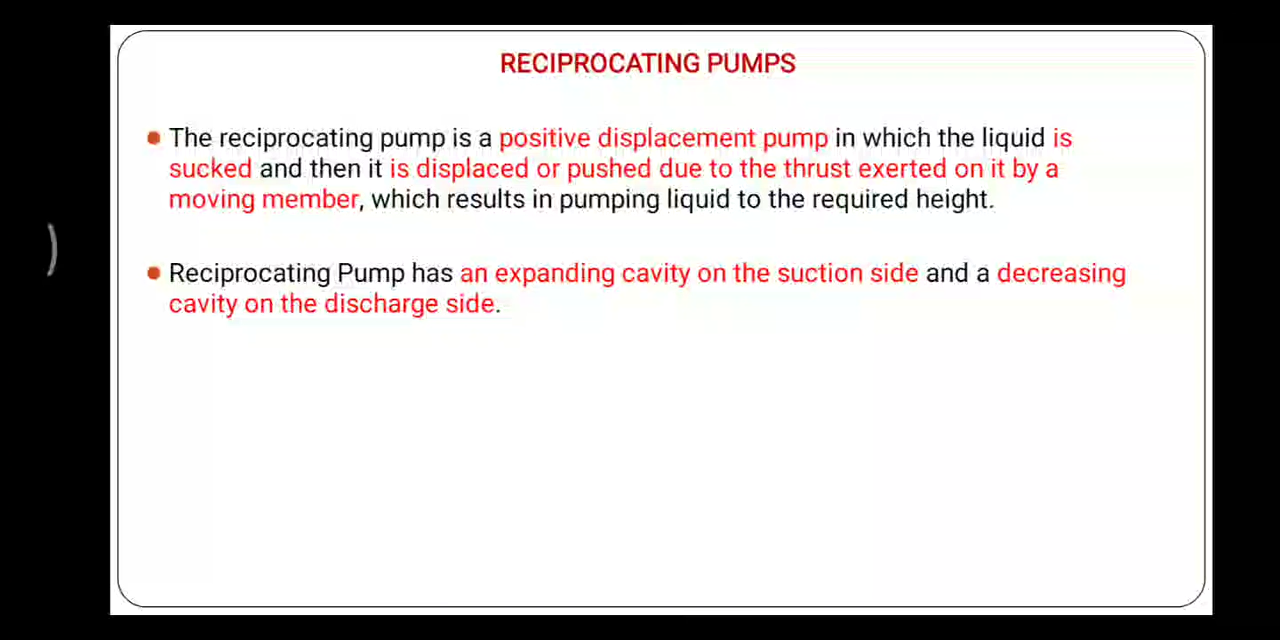 RECIPROCATING PUMPS
The reciprocating pump is a positive displacement pump in which the liquid is
sucked and then it is displaced or pushed due to the thrust exerted on it by a
moving member, which results in pumping liquid to the required height.
Reciprocating Pump has an expanding cavity on the suction side and a decreasing
cavity on the discharge side.